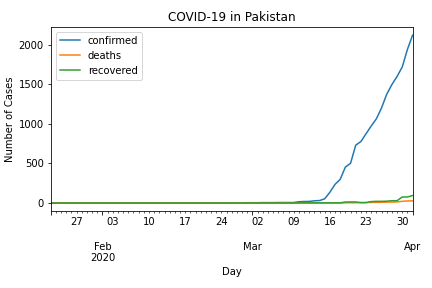 COVID-19 in Pakistan
confirmed
deaths
recovered
Number of Cases
2000
1500
1000
500
0
27 03 10 17 24 02 09 16 23 30
Feb Mar Apr
2020
Day